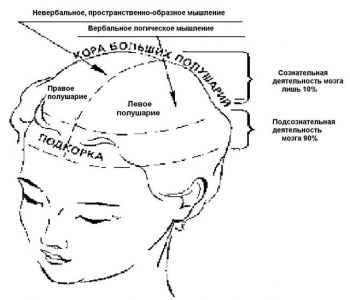 Невербальное, пространственно-образное мышление
Вербальное логическое мышление
КОРА БОЛЬШИХ ПОЛУШАРИЙ
Правое
полушарие
Левое
полушарие
ПОДКОРКА
Сознательная
деятельность мозга
лишь 10%
Подсознательная
деятельность
мозга 90%